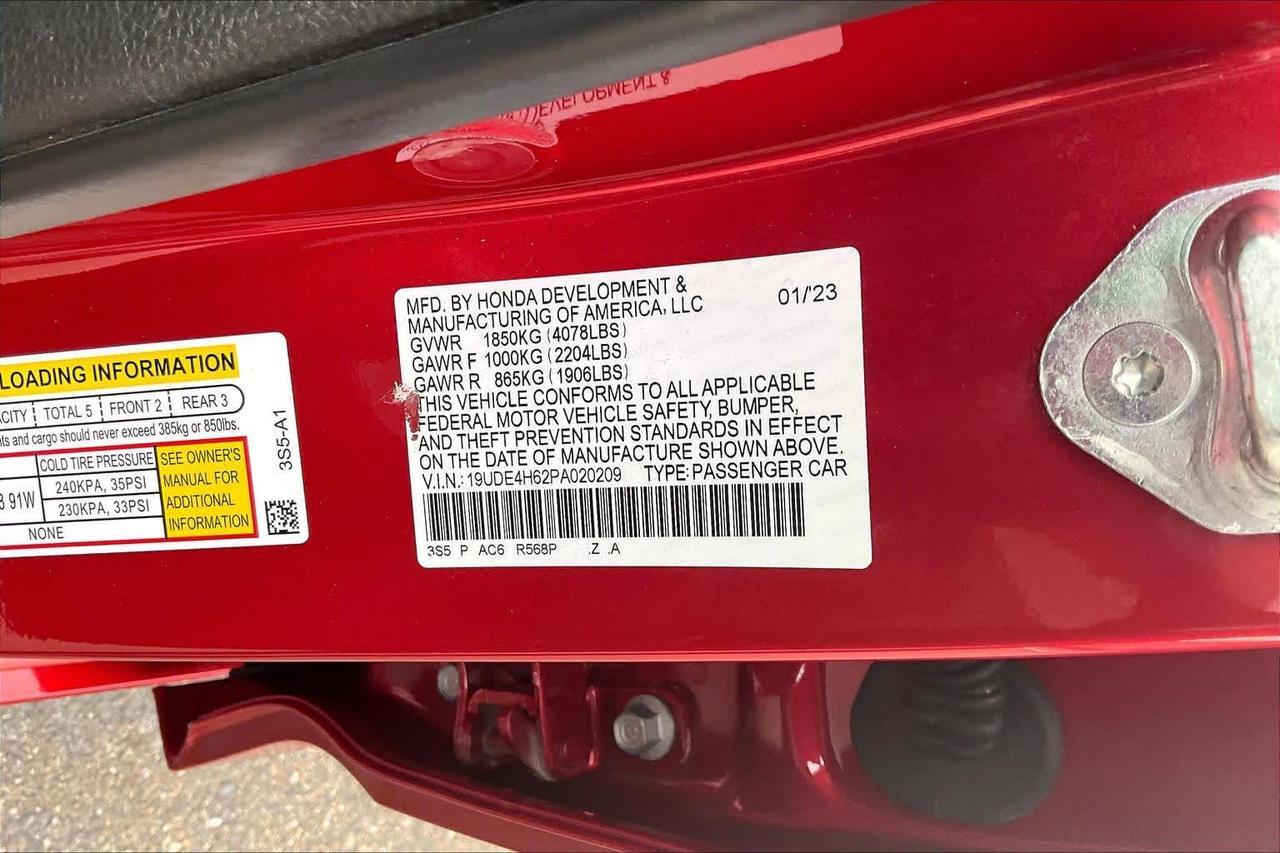 DEVELOPMENT &
LOADING INFORMATION
TOTAL 5 FRONT 2 REAR 3
and cargo should never exceed 385kg or 850lbs.
COLD TIRE PRESSURE
240KPA, 35PSI
91W
230KPA, 33PSI
NONE
SEE OWNER'S
MANUAL FOR
ADDITIONAL
INFORMATION
3S5-A1
MFD. BY HONDA DEVELOPMENT &
MANUFACTURING OF AMERICA, LLC
01/'23
GVWR 1850KG (4078LBS)
GAWR F 1000KG (2204LBS)
GAWR R 865KG (1906LBS)
THIS VEHICLE CONFORMS TO ALL APPLICABLE
FEDERAL MOTOR VEHICLE SAFETY, BUMPER,
AND THEFT PREVENTION STANDARDS IN EFFECT
ON THE DATE OF MANUFACTURE SHOWN ABOVE.
V.I.N.: 19UDE4H62PA020209 TYPE: PASSENGER CAR
3S5 P AC6 R568P .Z .A